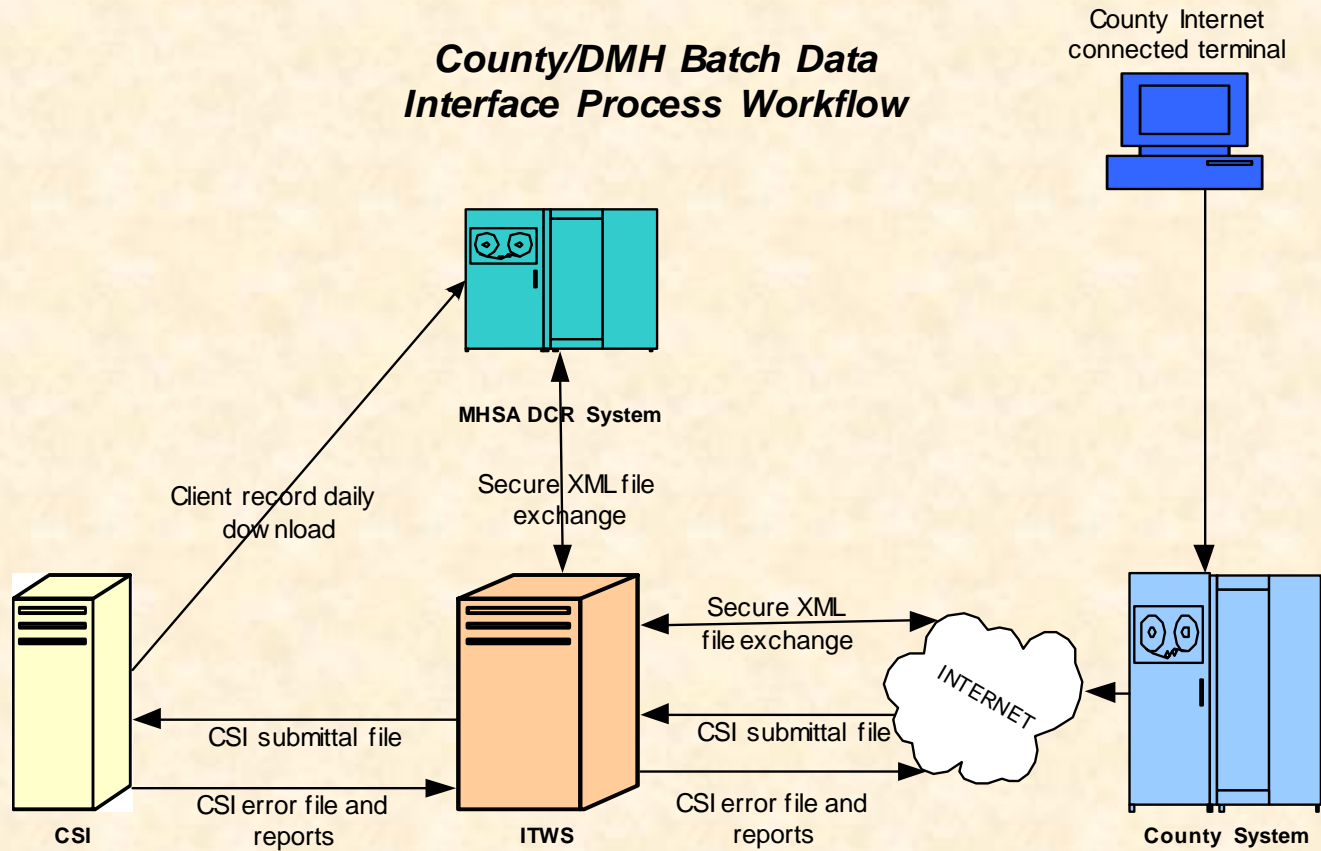 County Internet
connected terminal
County/DMH Batch Data
Interface Process Workflow
MHSA DCR System
Client record daily
download
Secure XML file
exchange
Secure XML
file exchange
INTERNET
CSI submittal file
CSI submittal file
CSI error file and
reports
CSI error file and
reports
CSI
ITWS
County System